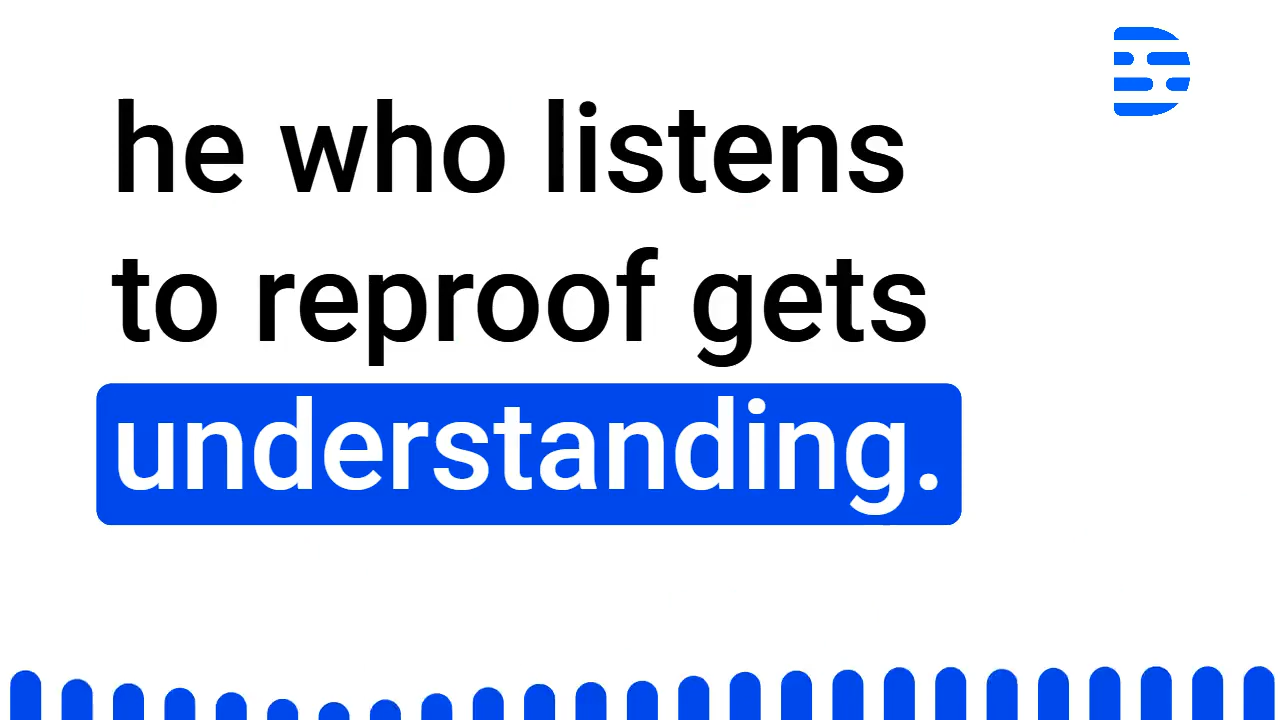 he who listens
to reproof gets
understanding.